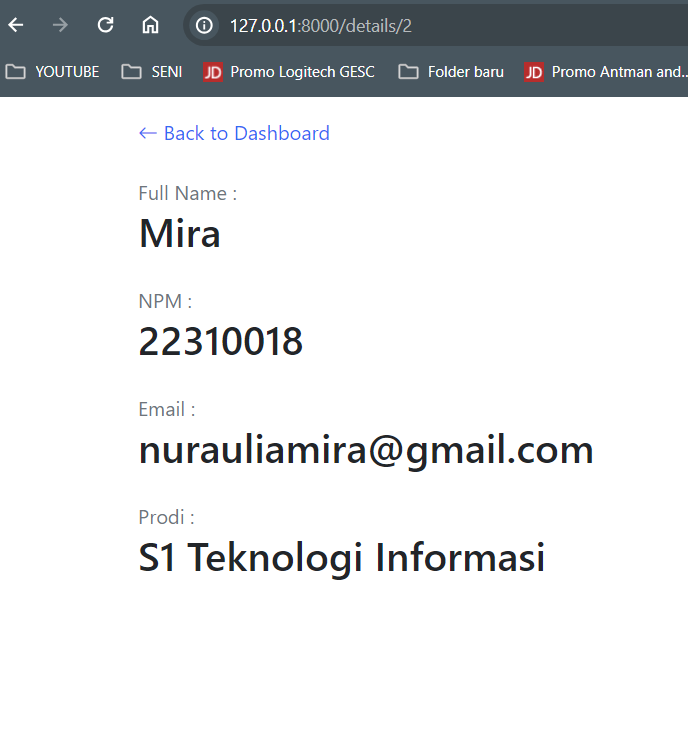 127.0.0.1:8000/details/2
YOUTUBE SENI JD Promo Logitech GESC Folder baru JD Promo Antman and...
← Back to Dashboard
Full Name :
Mira
NPM :
22310018
Email :
nurauliamira@gmail.com
Prodi :
S1 Teknologi Informasi